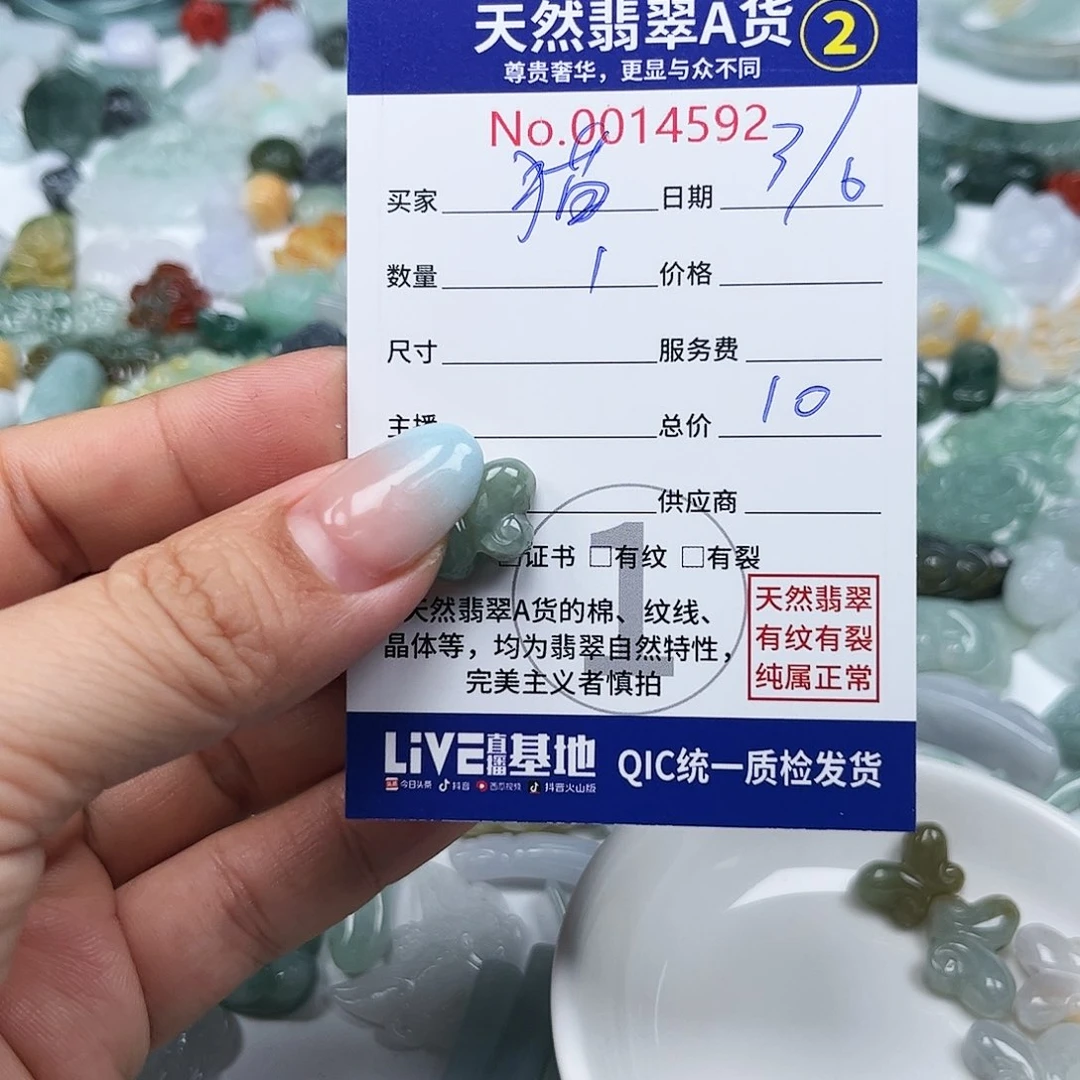 天然翡翠A货 2
尊贵奢华，更显与众不同
No.0014592
买家 猫 日期 3/6
数量 1 价格
尺寸 服务费
主播 总价 10
供应商
证书 □有纹 □有裂
1
天然翡翠A货的棉、纹线、
晶体等，均为翡翠自然特性，
完美主义者慎拍
天然翡翠
有纹有裂
纯属正常
LiVE直播基地 QIC统一质检发货
今日头条 抖音 西瓜视频 抖音火山版